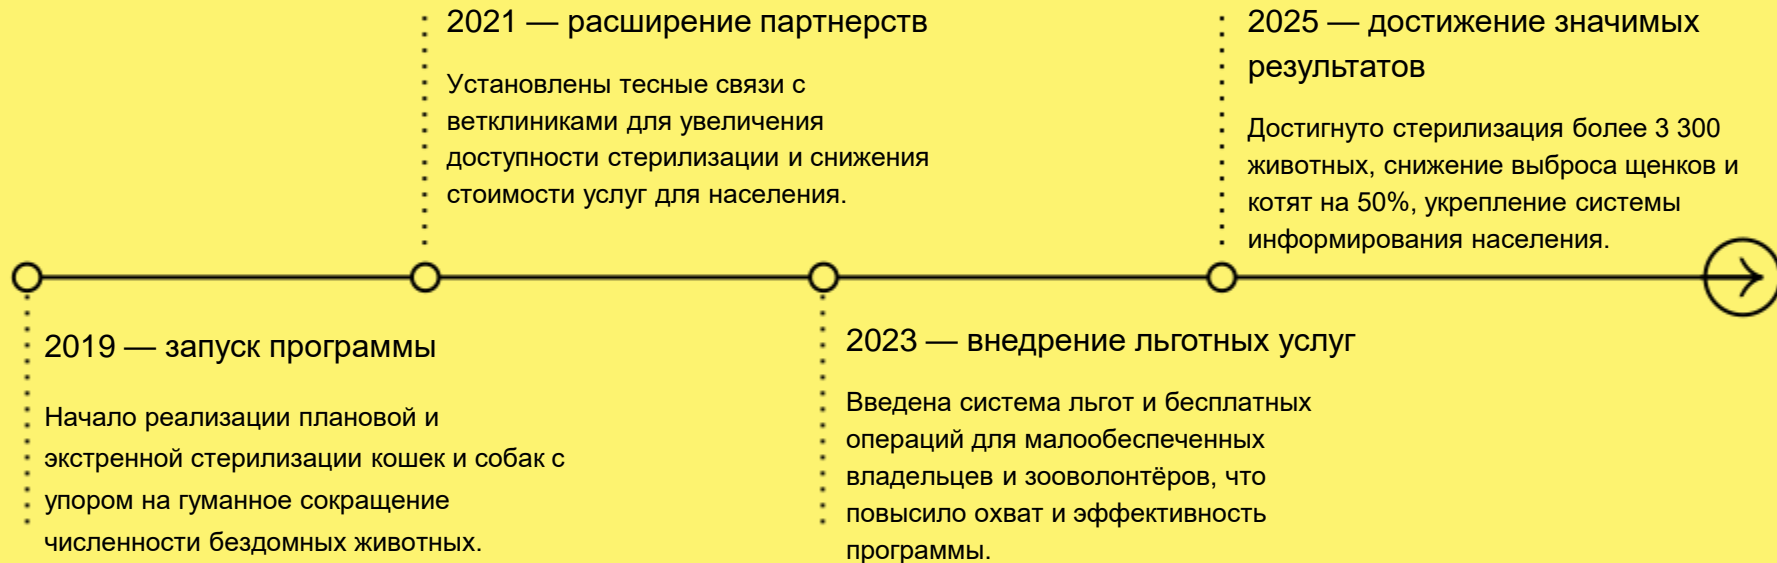 2021 — расширение партнерств
Установлены тесные связи с
ветклиниками для увеличения
доступности стерилизации и снижения
стоимости услуг для населения.
2025 — достижение значимых
результатов
Достигнуто стерилизация более 3 300
животных, снижение выброса щенков и
котят на 50%, укрепление системы
информирования населения.
2019 — запуск программы
Начало реализации плановой и
экстренной стерилизации кошек и собак с
упором на гуманное сокращение
численности бездомных животных.
2023 — внедрение льготных услуг
Введена система льгот и бесплатных
операций для малообеспеченных
владельцев и зооволонтёров, что
повысило охват и эффективность
программы.